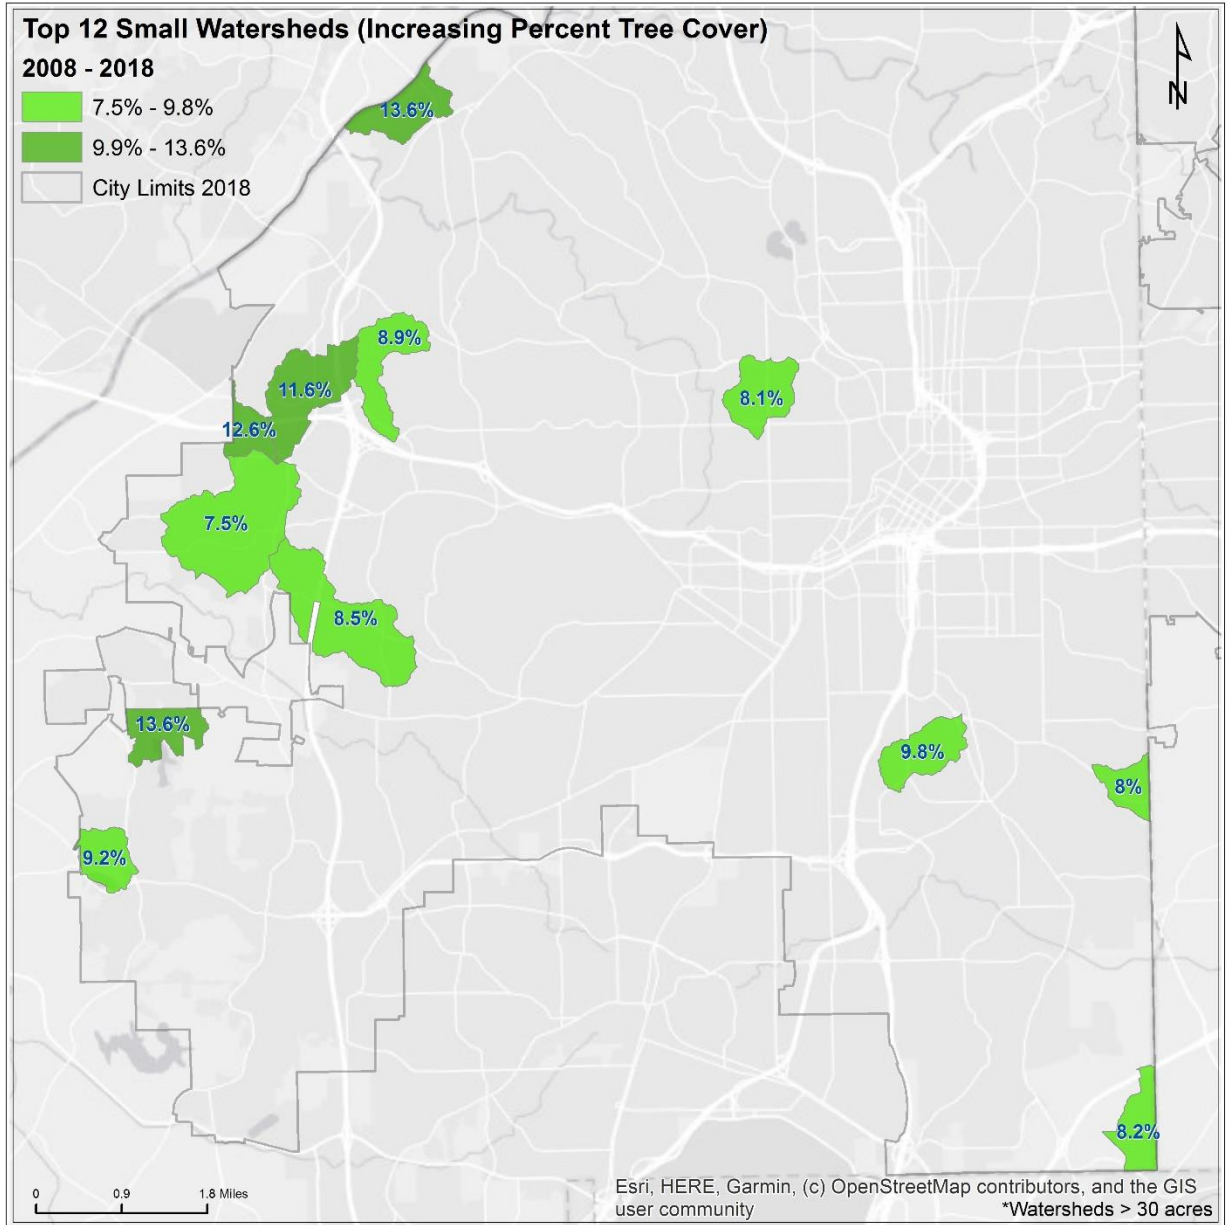 Top 12 Small Watersheds (Increasing Percent Tree Cover)
2008 - 2018
7.5% - 9.8%
9.9% - 13.6%
City Limits 2018
N
13.6%
8.9%
11.6%
8.1%
12.6%
7.5%
8.5%
13.6%
9.8%
8%
9.2%
8.2%
0 0.9 1.8 Miles
Esri, HERE, Garmin, (c) OpenStreetMap contributors, and the GIS
user community
*Watersheds > 30 acres